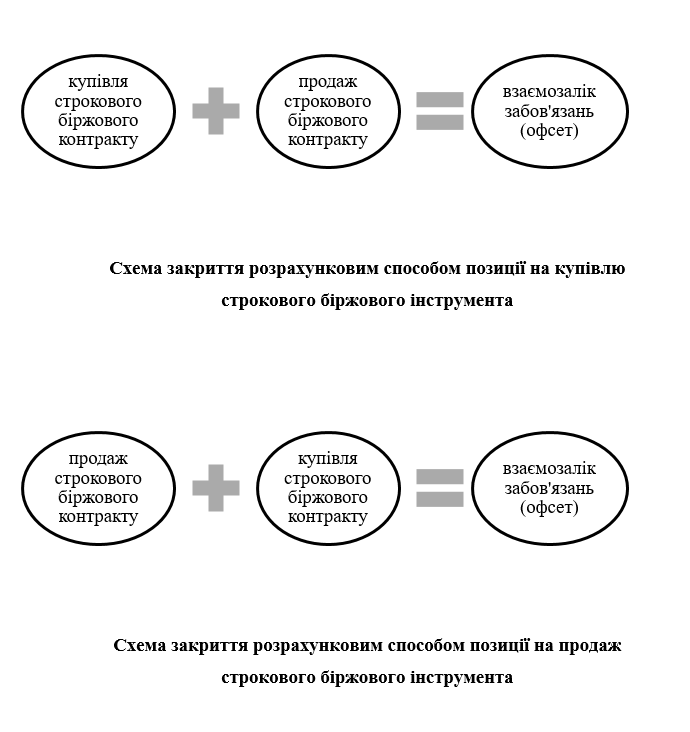 купівля
строкового
біржового
контракту
продаж
строкового
біржового
контракту
взаємозалік
забов'язань
(офсет)
Схема закриття розрахунковим способом позиції на купівлю
строкового біржового інструмента
продаж
строкового
біржового
контракту
купівля
строкового
біржового
контракту
взаємозалік
забов'язань
(офсет)
Схема закриття розрахунковим способом позиції на продаж
строкового біржового інструмента